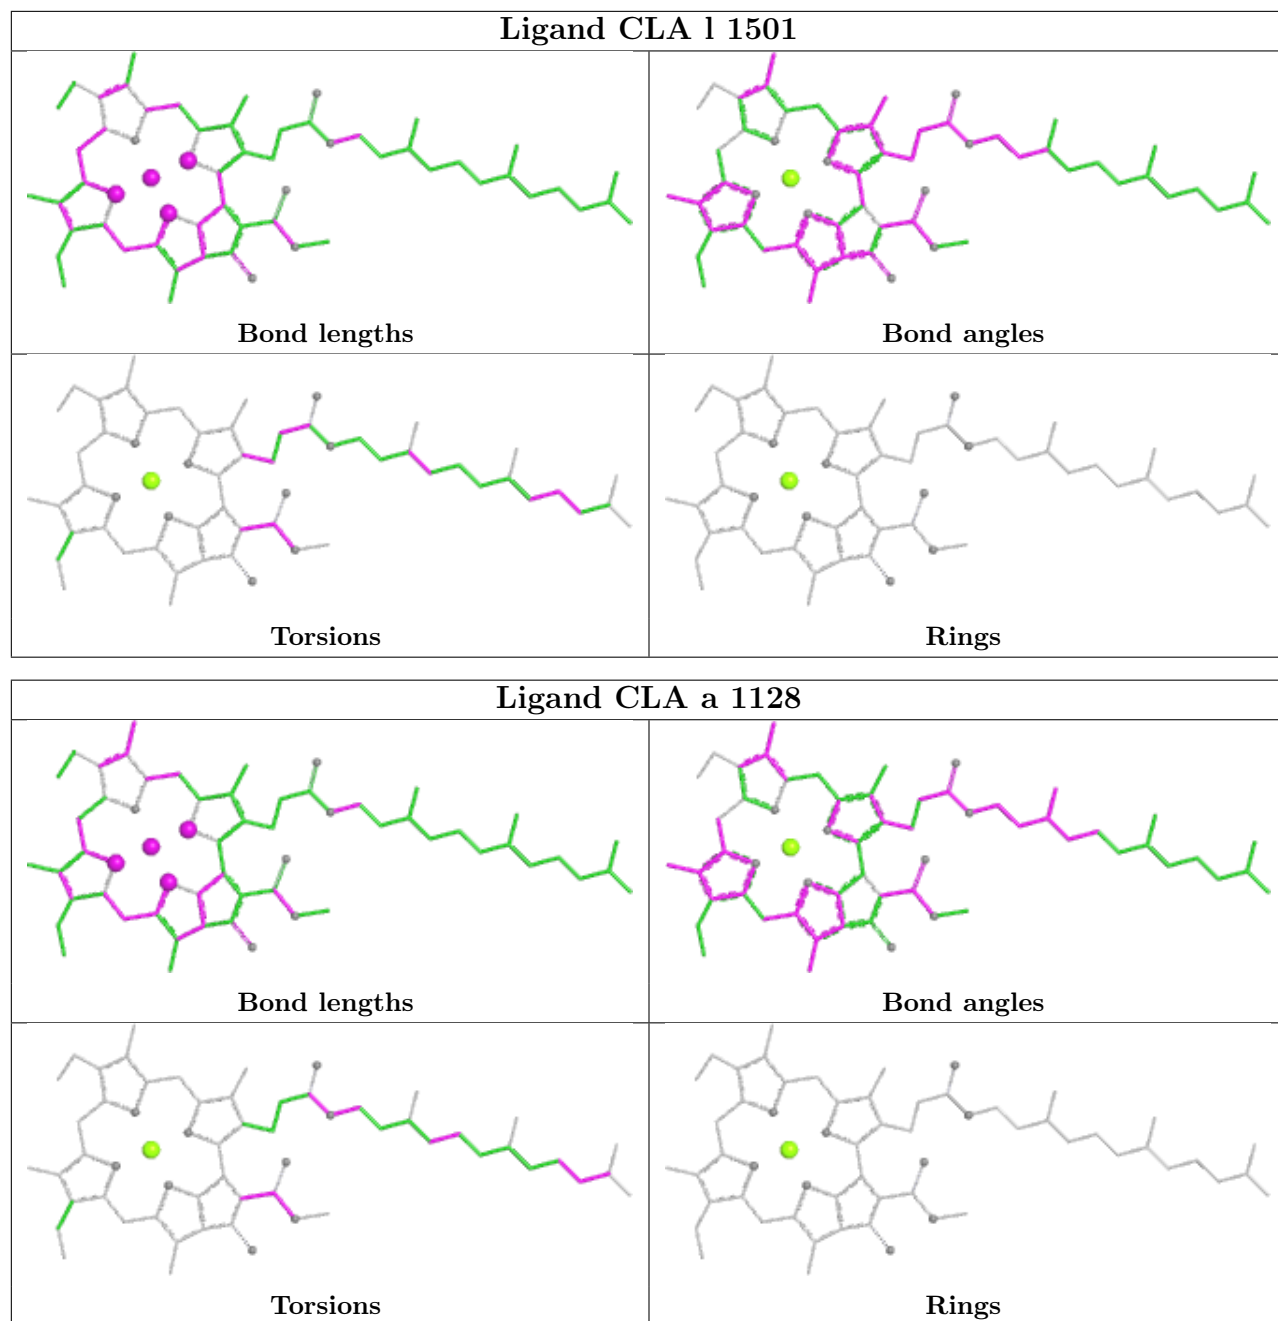 Ligand CLA l 1501
Bond lengths
Bond angles
Torsions
Rings
Ligand CLA a 1128
Bond lengths
Bond angles
Torsions
Rings